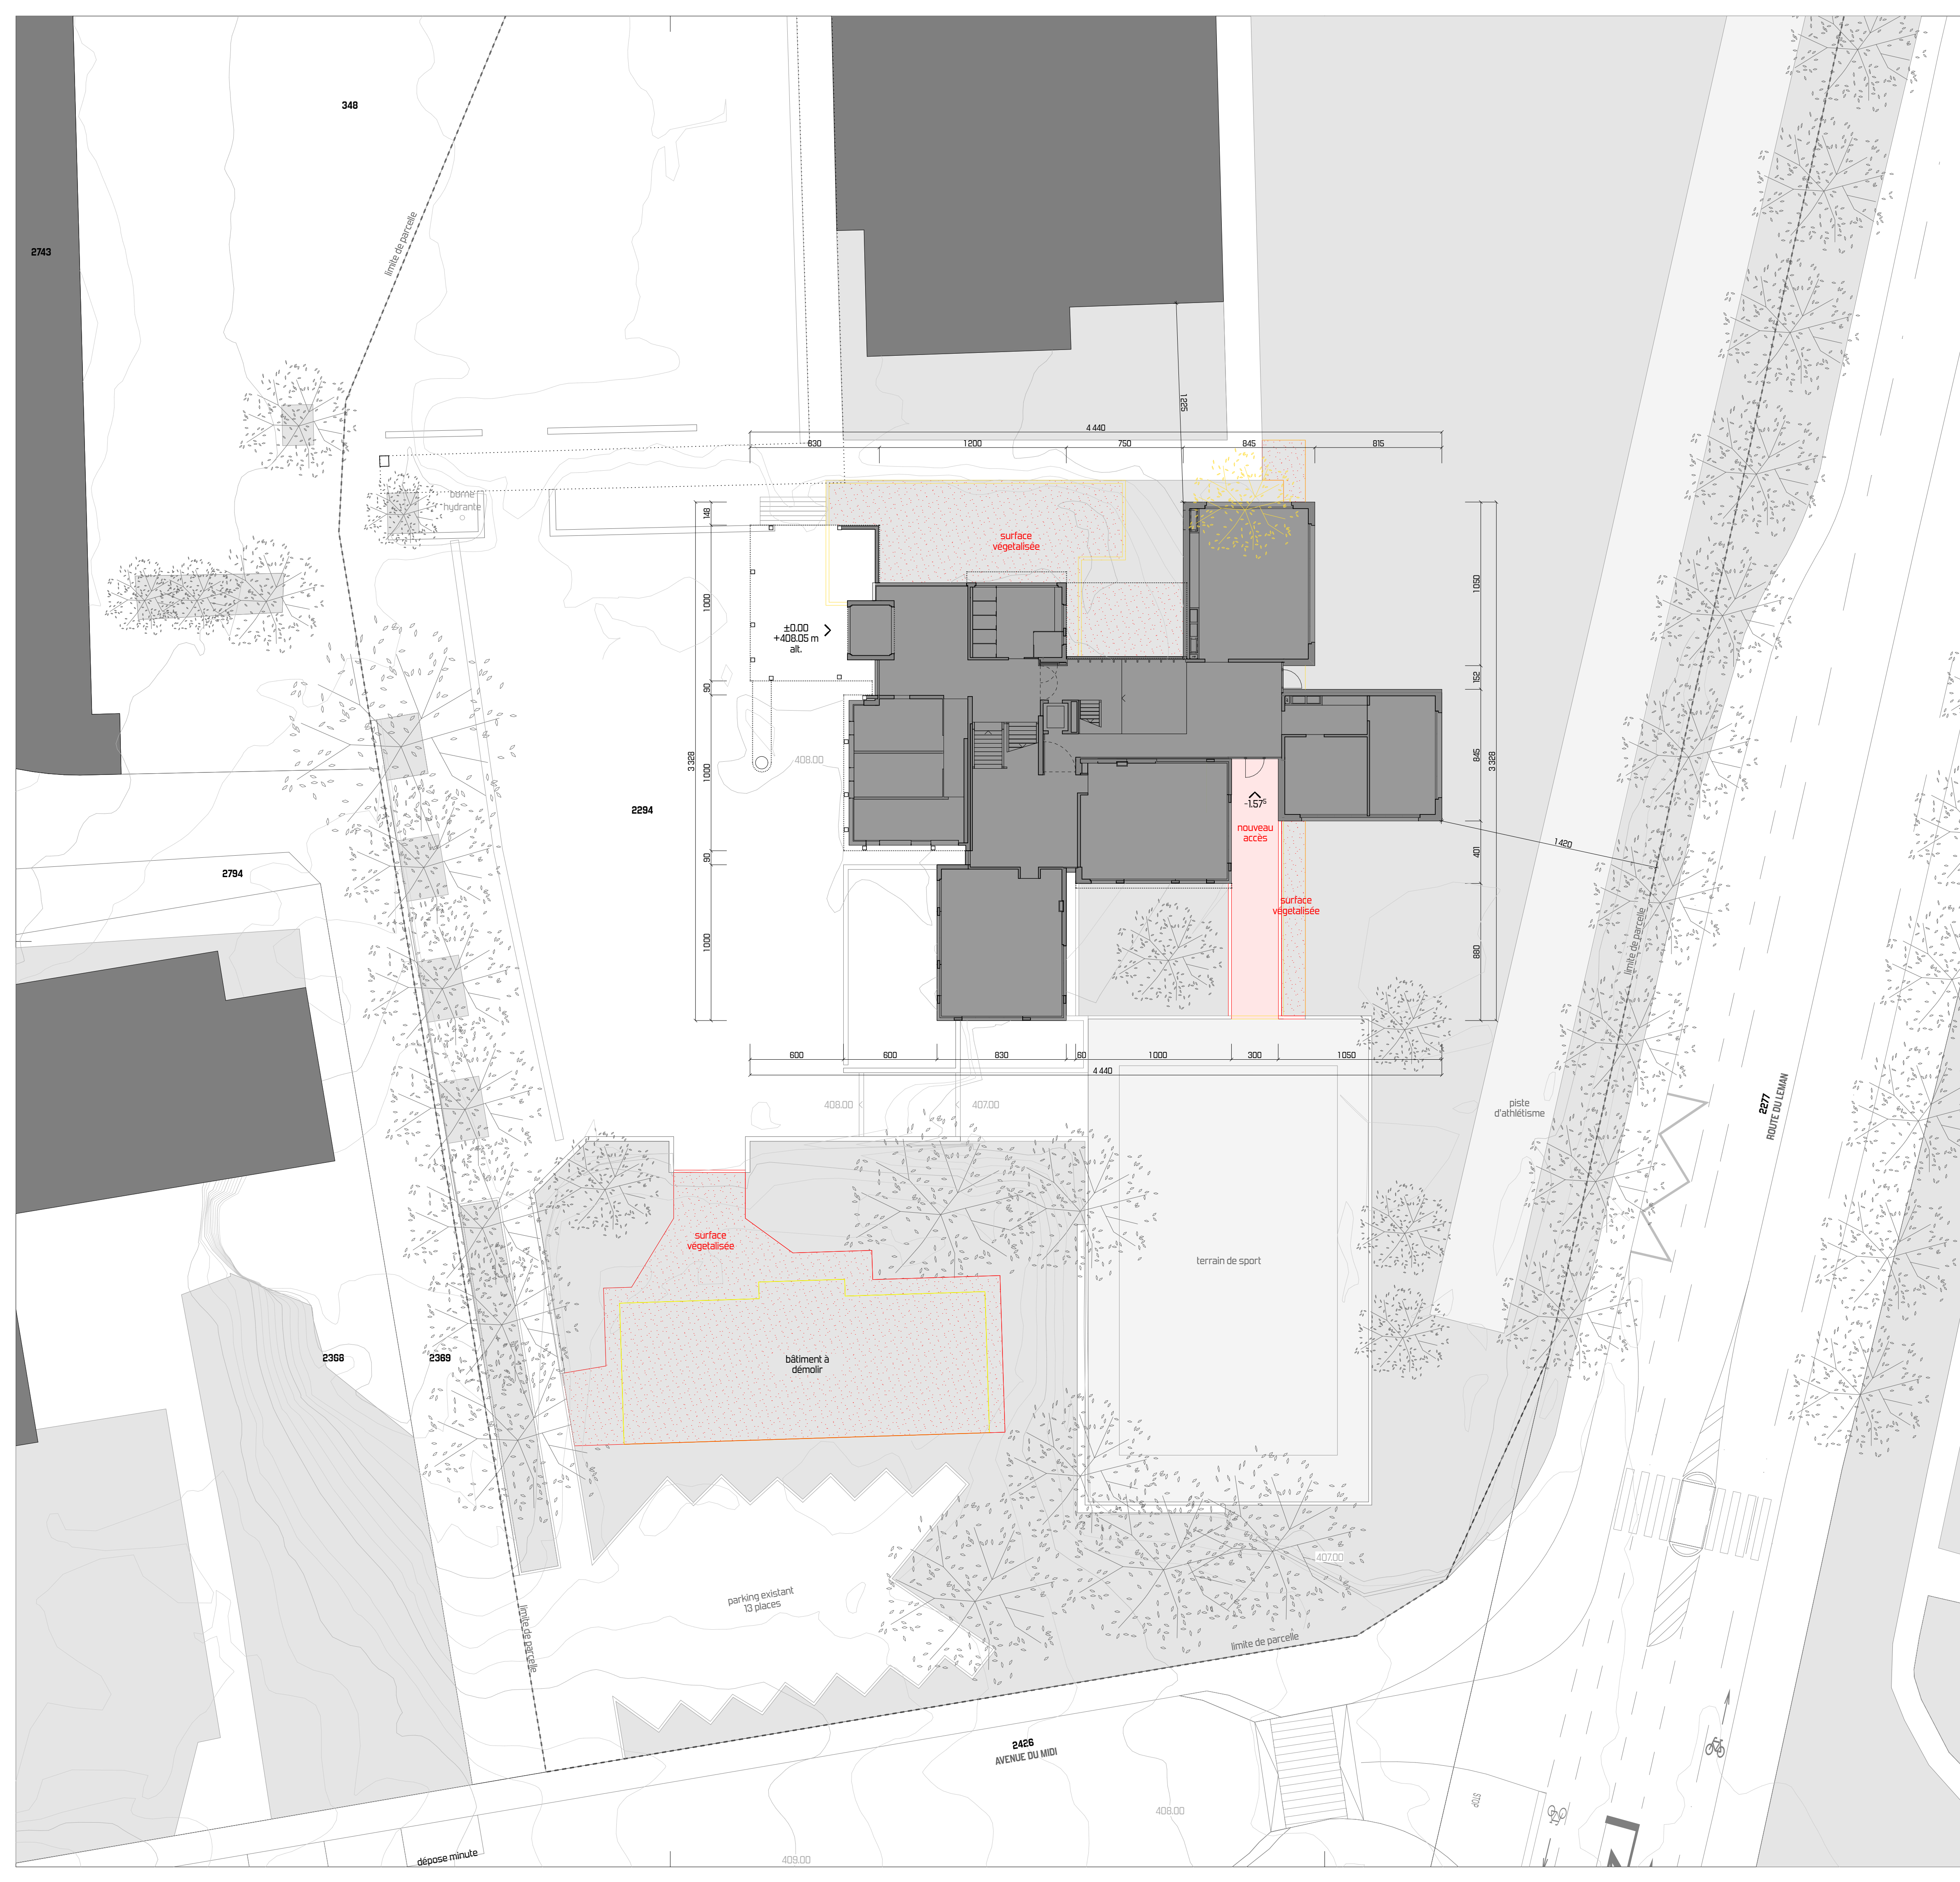 348
limite de parcelle
2743
1225
4 440
630
1200
750
845
815
borne
hydrante
148
1000
90
1000
90
1000
3 328
surface
végetalisée
±0.00
+408.05 m
alt.
1050
152
845
401
880
3 328
408.00
2294
-1.57⁵
nouveau
accès
1420
2794
surface
végetalisée
limite de parcelle
600
600
830
60
1000
300
1050
4 440
408.00
407.00
piste
d'athlétisme
2277
ROUTE DU LEMAN
surface
végetalisée
terrain de sport
bâtiment à
démolir
2368
2369
407.00
parking existant
13 places
limite de parcelle
limite de parcelle
2426
AVENUE DU MIDI
408.00
STOP
dépose minute
409.00